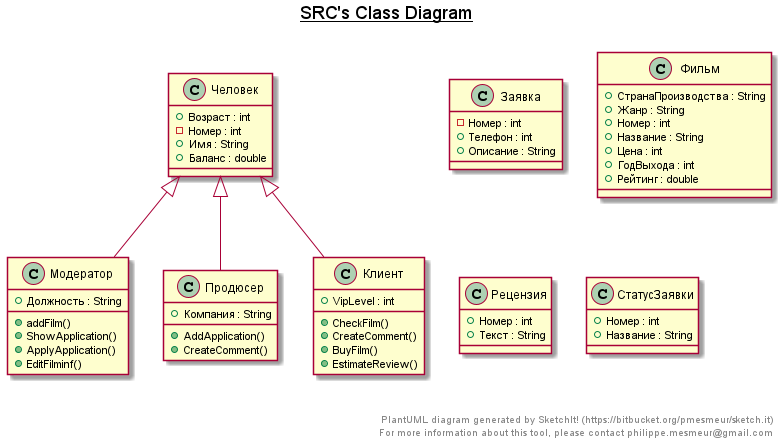 SRC's Class Diagram
C Человек
Возраст : int
Номер : int
Имя : String
Баланс : double
C Заявка
Номер : int
Телефон : int
Описание : String
C Фильм
СтранаПроизводства : String
Жанр : String
Номер : int
Название : String
Цена : int
ГодВыхода : int
Рейтинг : double
C Модератор
Должность : String
addFilm()
ShowApplication()
ApplyApplication()
EditFilminf()
C Продюсер
Компания : String
AddApplication()
CreateComment()
C Клиент
VipLevel : int
CheckFilm()
CreateComment()
BuyFilm()
EstimateReview()
C Рецензия
Номер : int
Текст : String
C СтатусЗаявки
Номер : int
Название : String
PlantUML diagram generated by SketchIt! (https://bitbucket.org/pmesmeur/sketch.it)
For more information about this tool, please contact philippe.mesmeur@gmail.com